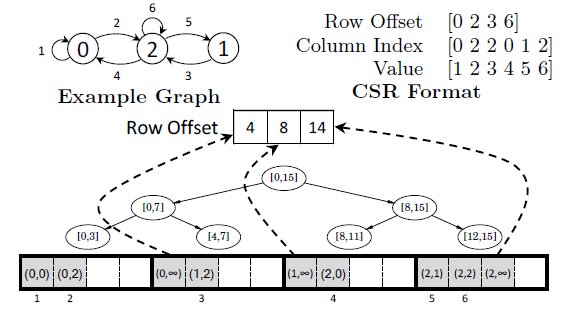 6
2 5
1 0 2 1
4 3
Example Graph
Row Offset [0 2 3 6]
Column Index [0 2 2 0 1 2]
Value [1 2 3 4 5 6]
CSR Format
Row Offset 4 8 14
[0,15]
[0,7] [8,15]
[0,3] [4,7] [8,11] [12,15]
(0,0) (0,2) (0,∞) (1,2) (1,∞) (2,0) (2,1) (2,2) (2,∞)
1 2 3 4 5 6